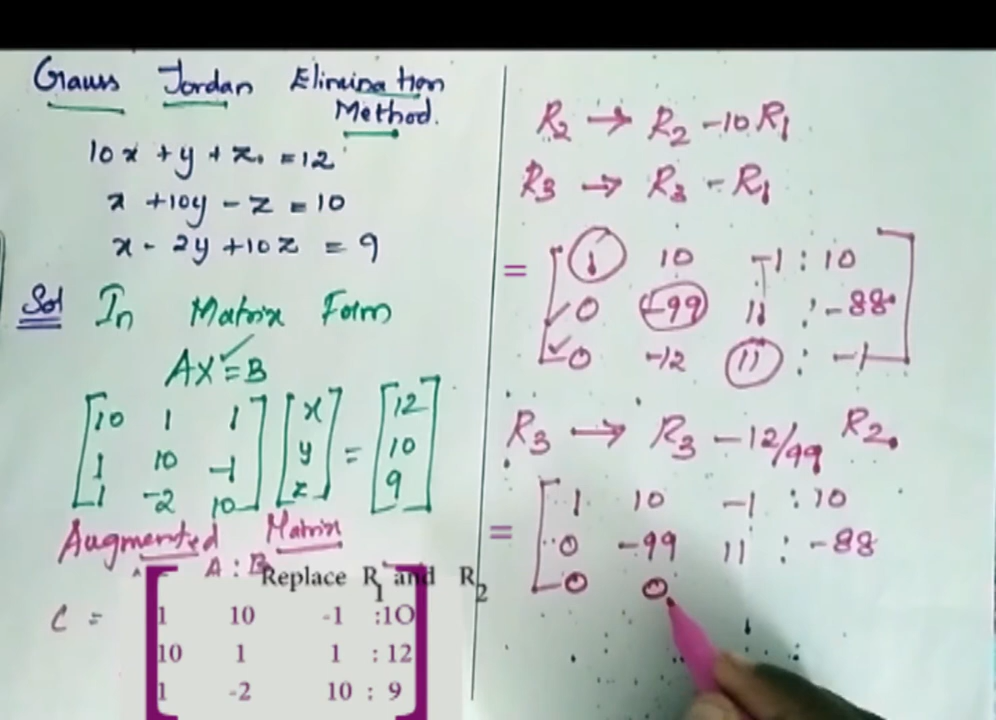 Gauss Jordan Elimination
Method.
10x + y + z = 12
x + 10y - z = 10
x - 2y + 10z = 9
Sol In Matrix Form
AX = B
[10 1 1] [x] = [12]
[1 10 -1] [y] [10]
[1 -2 10] [z] [9]
Augmented Matrix
A : B
Replace R1 and R2
C = [1 10 -1 :10
10 1 1 : 12
1 -2 10 : 9]
R2 → R2 -10R1
R3 → R3 - R1
= [1 10 -1 : 10
0 -99 11 : -88
0 -12 11 : -1]
R3 → R3 -12/99 R2.
= [1 10 -1 : 10
0 -99 11 : -88
0 0